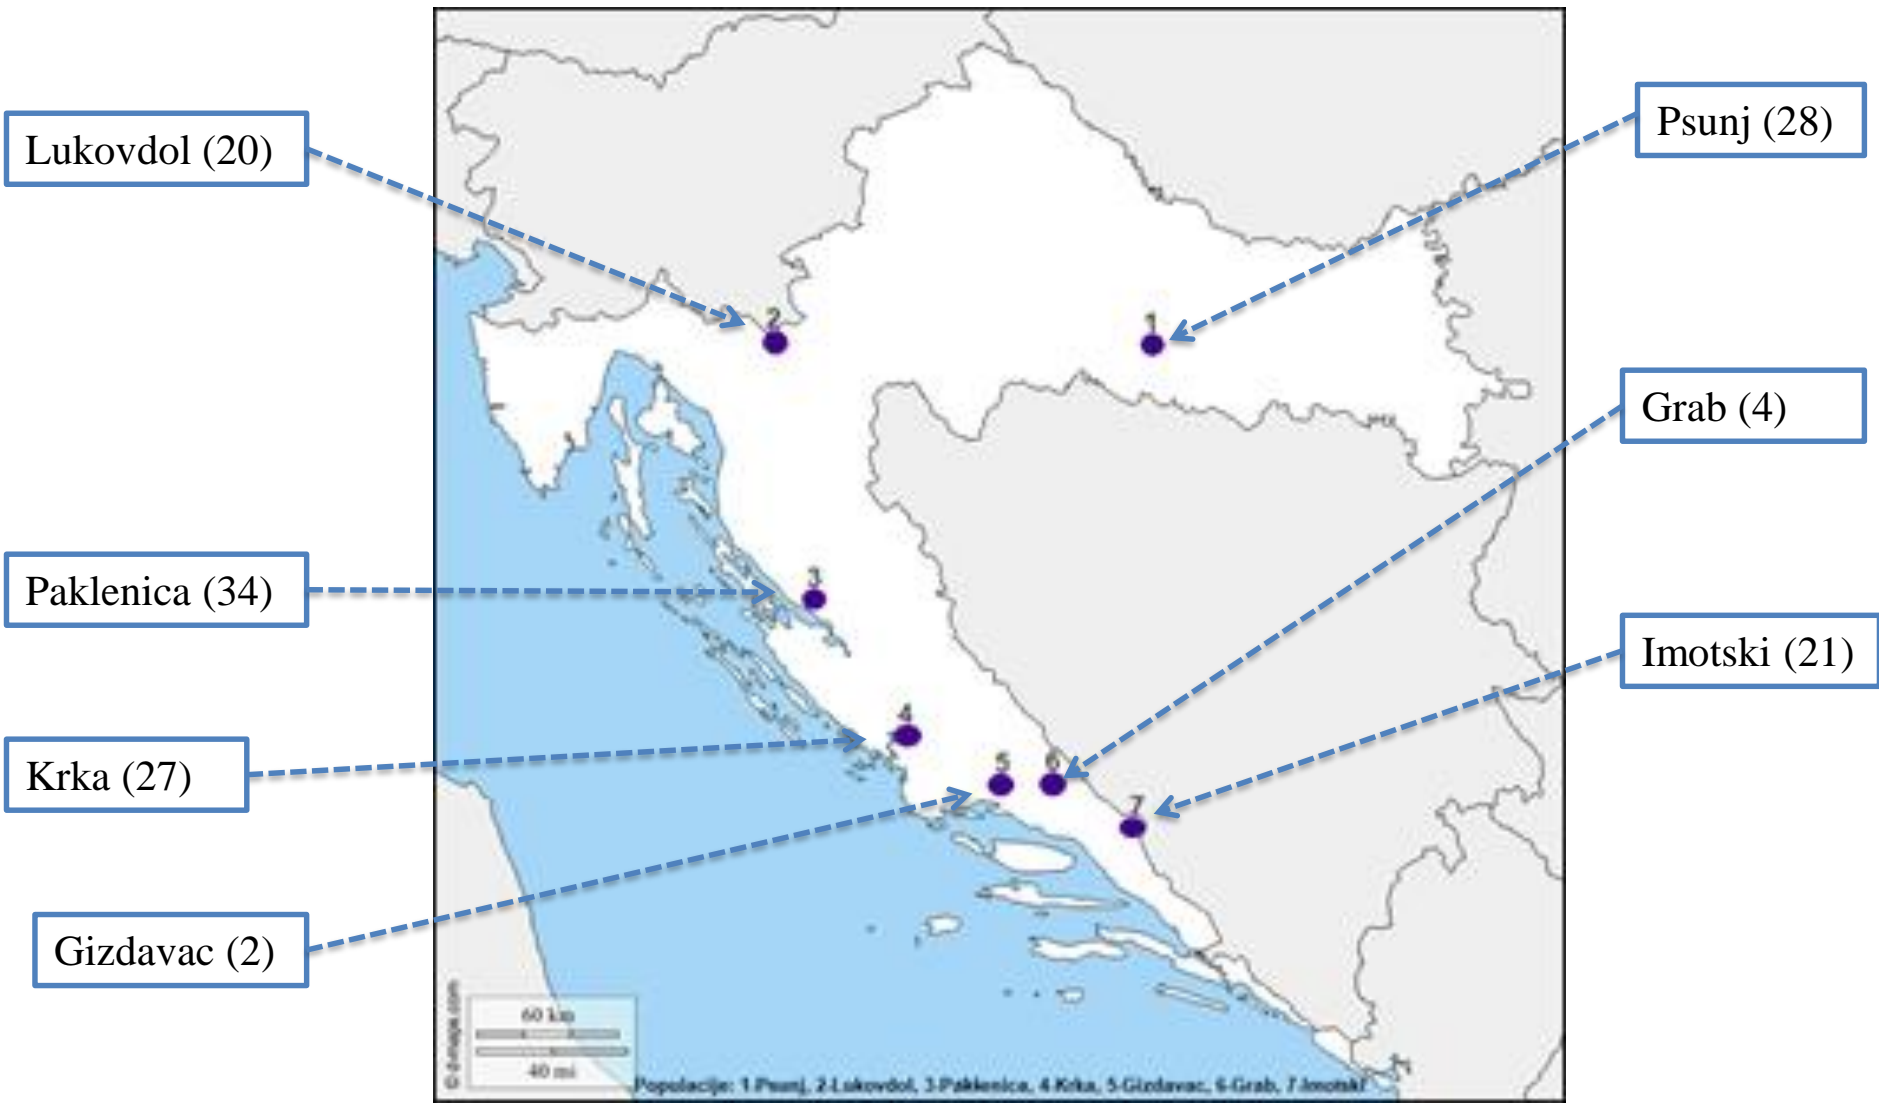 Lukovdol (20)
Psunj (28)
Grab (4)
Paklenica (34)
Imotski (21)
Krka (27)
Gizdavac (2)
2
1
3
4
5
6
7
60 km
40 mi
© d-maps.com
Populacije: 1-Psunj, 2-Lukovdol, 3-Paklenica, 4-Krka, 5-Gizdavac, 6-Grab, 7-Imotski